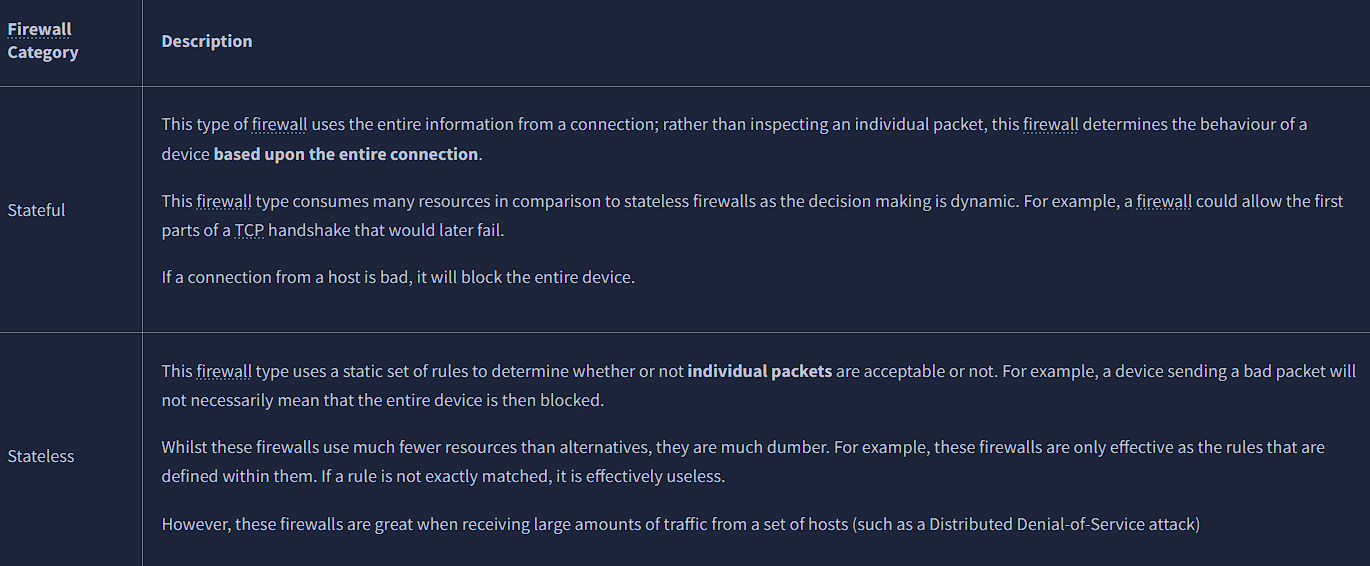 Firewall
Category
Description
This type of firewall uses the entire information from a connection; rather than inspecting an individual packet, this firewall determines the behaviour of a
device based upon the entire connection.
Stateful
This firewall type consumes many resources in comparison to stateless firewalls as the decision making is dynamic. For example, a firewall could allow the first
parts of a TCP handshake that would later fail.
If a connection from a host is bad, it will block the entire device.
This firewall type uses a static set of rules to determine whether or not individual packets are acceptable or not. For example, a device sending a bad packet will
not necessarily mean that the entire device is then blocked.
Stateless
Whilst these firewalls use much fewer resources than alternatives, they are much dumber. For example, these firewalls are only effective as the rules that are
defined within them. If a rule is not exactly matched, it is effectively useless.
However, these firewalls are great when receiving large amounts of traffic from a set of hosts (such as a Distributed Denial-of-Service attack)